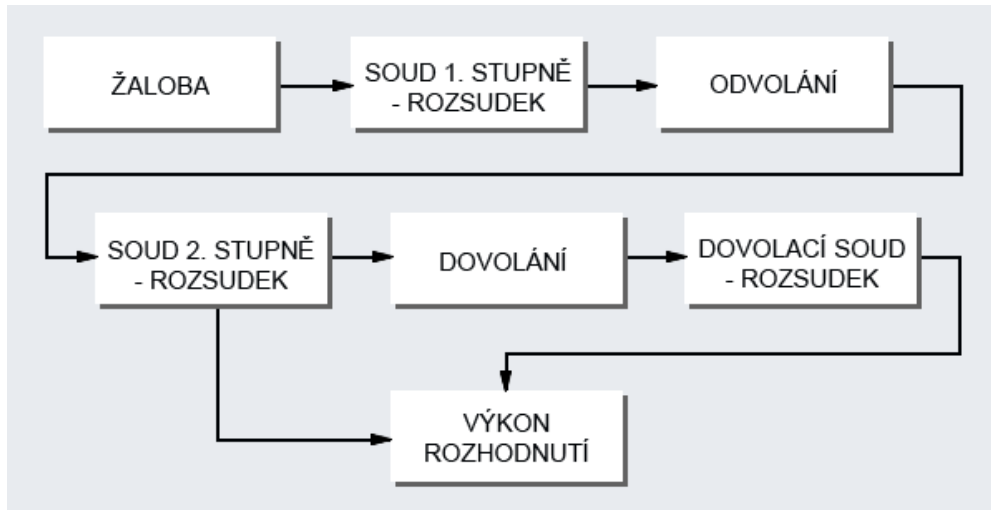 ŽALOBA
SOUD 1. STUPNĚ
- ROZSUDEK
ODVOLÁNÍ
SOUD 2. STUPNĚ
- ROZSUDEK
DOVOLÁNÍ
DOVOLACÍ SOUD
- ROZSUDEK
VÝKON
ROZHODNUTÍ